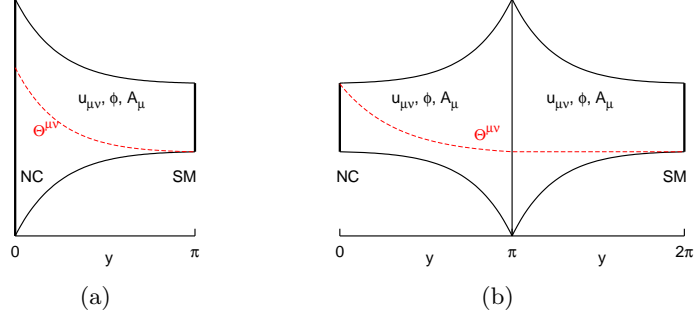 u_{μν}, ϕ, A_μ
Θ^{μν}
NC SM
0 y π
(a)
u_{μν}, ϕ, A_μ u_{μν}, ϕ, A_μ
Θ^{μν}
NC SM
0 y π y 2π
(b)